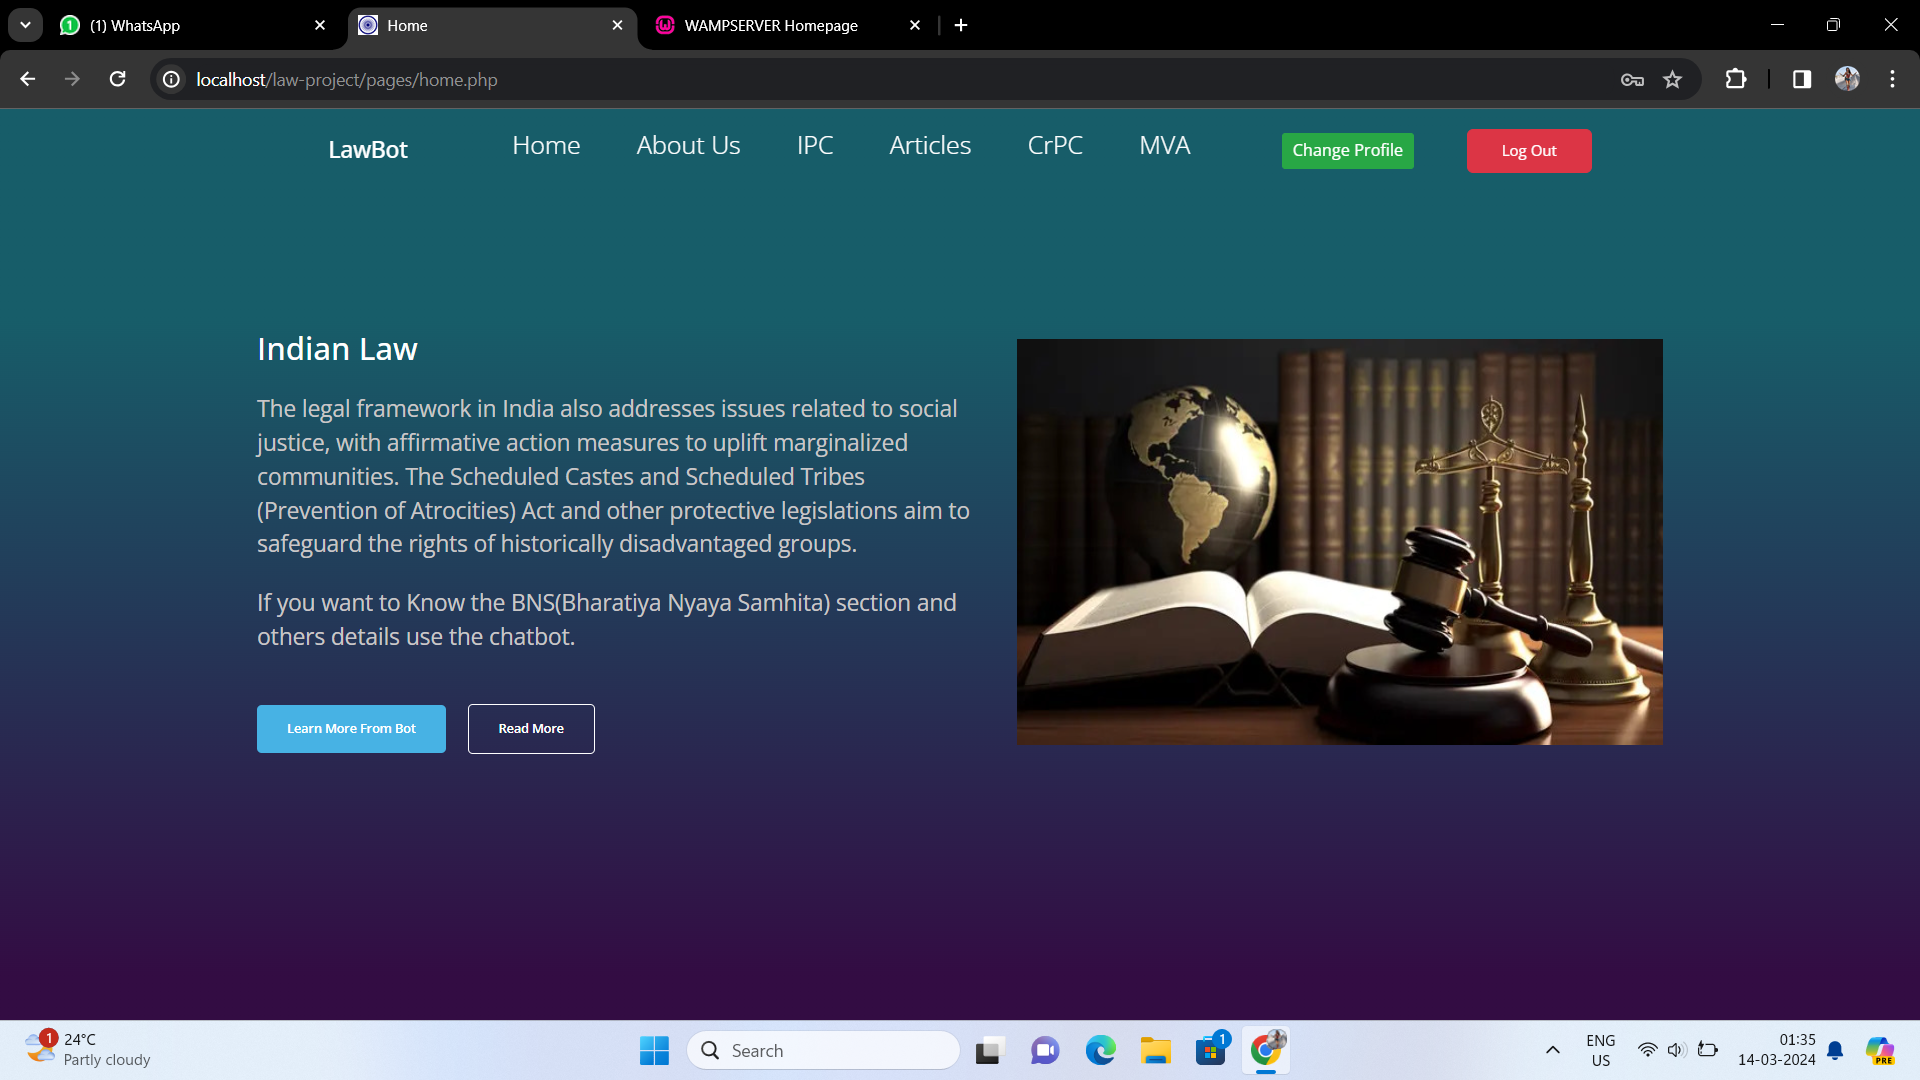 1
(1) WhatsApp
Home
WAMPSERVER Homepage
localhost/law-project/pages/home.php
LawBot
Home
About Us
IPC
Articles
CrPC
MVA
Change Profile
Log Out
Indian Law
The legal framework in India also addresses issues related to social
justice, with affirmative action measures to uplift marginalized
communities. The Scheduled Castes and Scheduled Tribes
(Prevention of Atrocities) Act and other protective legislations aim to
safeguard the rights of historically disadvantaged groups.
If you want to Know the BNS(Bharatiya Nyaya Samhita) section and
others details use the chatbot.
Learn More From Bot
Read More
1
24°C
Partly cloudy
Search
1
ENG
US
01:35
14-03-2024
PRE